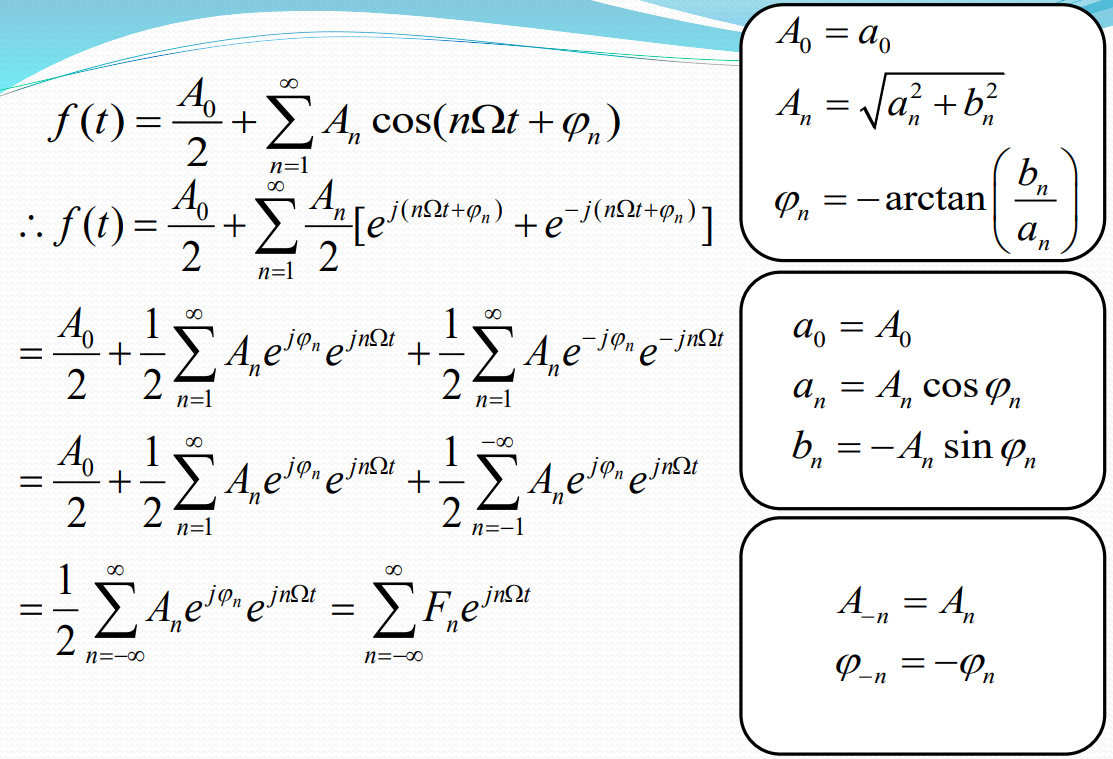 f(t) = \frac{A_0}{2} + \sum_{n=1}^{\infty} A_n \cos(n\Omega t + \varphi_n)
\therefore f(t) = \frac{A_0}{2} + \sum_{n=1}^{\infty} \frac{A_n}{2} [e^{j(n\Omega t + \varphi_n)} + e^{-j(n\Omega t + \varphi_n)}]
= \frac{A_0}{2} + \frac{1}{2} \sum_{n=1}^{\infty} A_n e^{j\varphi_n} e^{jn\Omega t} + \frac{1}{2} \sum_{n=1}^{\infty} A_n e^{-j\varphi_n} e^{-jn\Omega t}
= \frac{A_0}{2} + \frac{1}{2} \sum_{n=1}^{\infty} A_n e^{j\varphi_n} e^{jn\Omega t} + \frac{1}{2} \sum_{n=-1}^{-\infty} A_n e^{j\varphi_n} e^{jn\Omega t}
= \frac{1}{2} \sum_{n=-\infty}^{\infty} A_n e^{j\varphi_n} e^{jn\Omega t} = \sum_{n=-\infty}^{\infty} F_n e^{jn\Omega t}
A_0 = a_0
A_n = \sqrt{a_n^2 + b_n^2}
\varphi_n = -\arctan\left(\frac{b_n}{a_n}\right)
a_0 = A_0
a_n = A_n \cos\varphi_n
b_n = -A_n \sin\varphi_n
A_{-n} = A_n
\varphi_{-n} = -\varphi_n